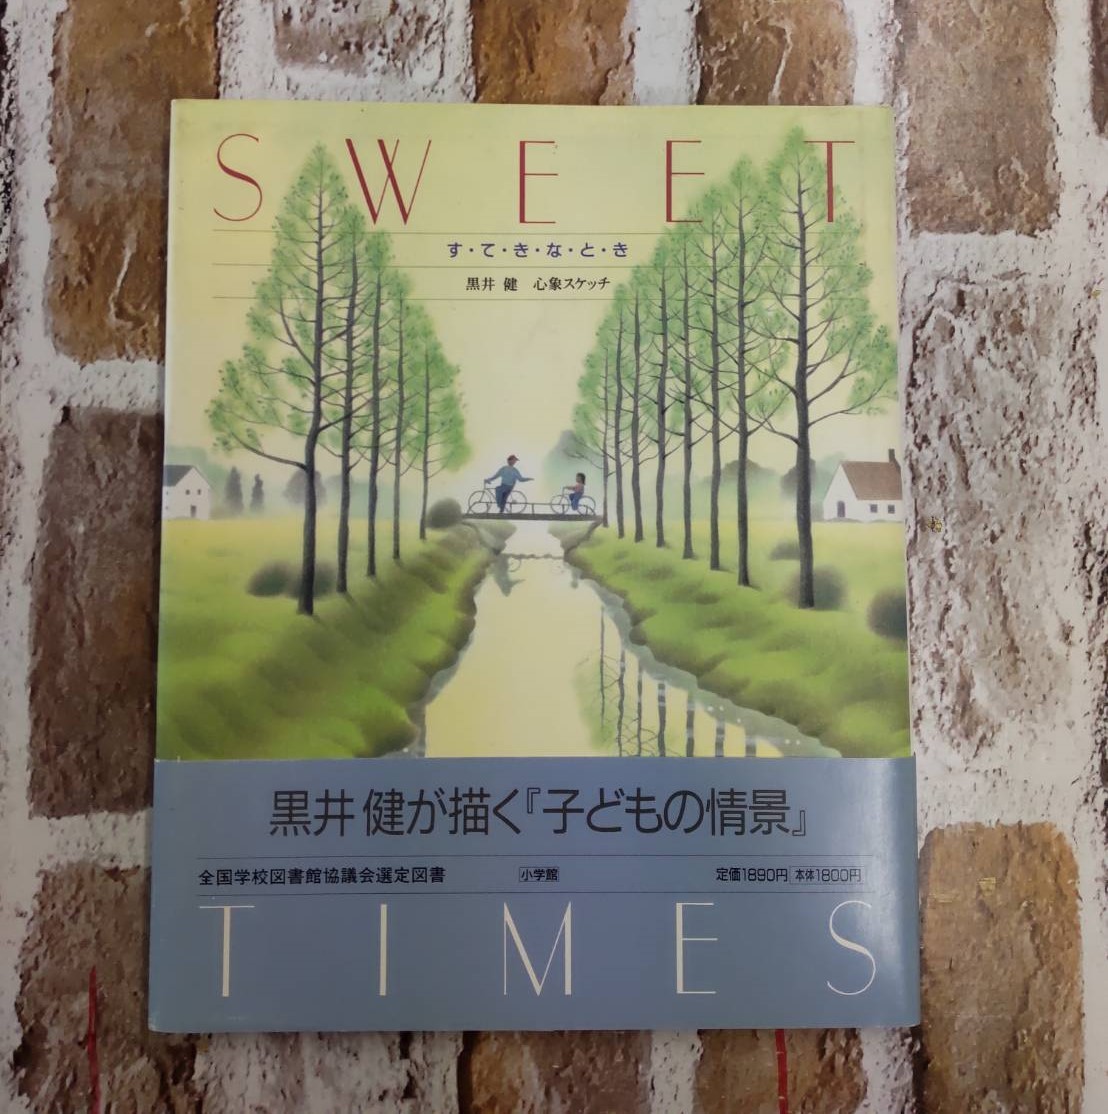 SWEET
す・て・き・な・と・き
黒井 健 心象スケッチ
黒井 健が描く『子どもの情景』
全国学校図書館協議会選定図書 小学館 定価1890円 本体1800円
TIMES